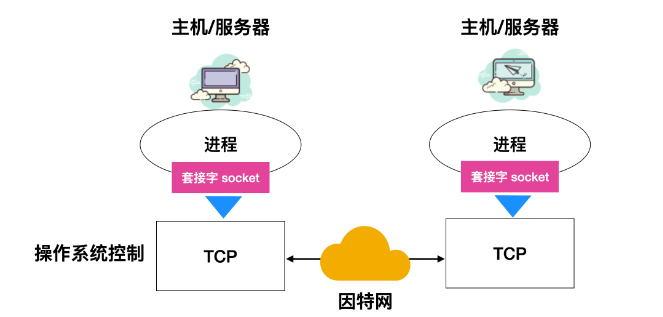 主机/服务器
主机/服务器
进程
进程
套接字 socket
套接字 socket
操作系统控制
TCP
TCP
因特网